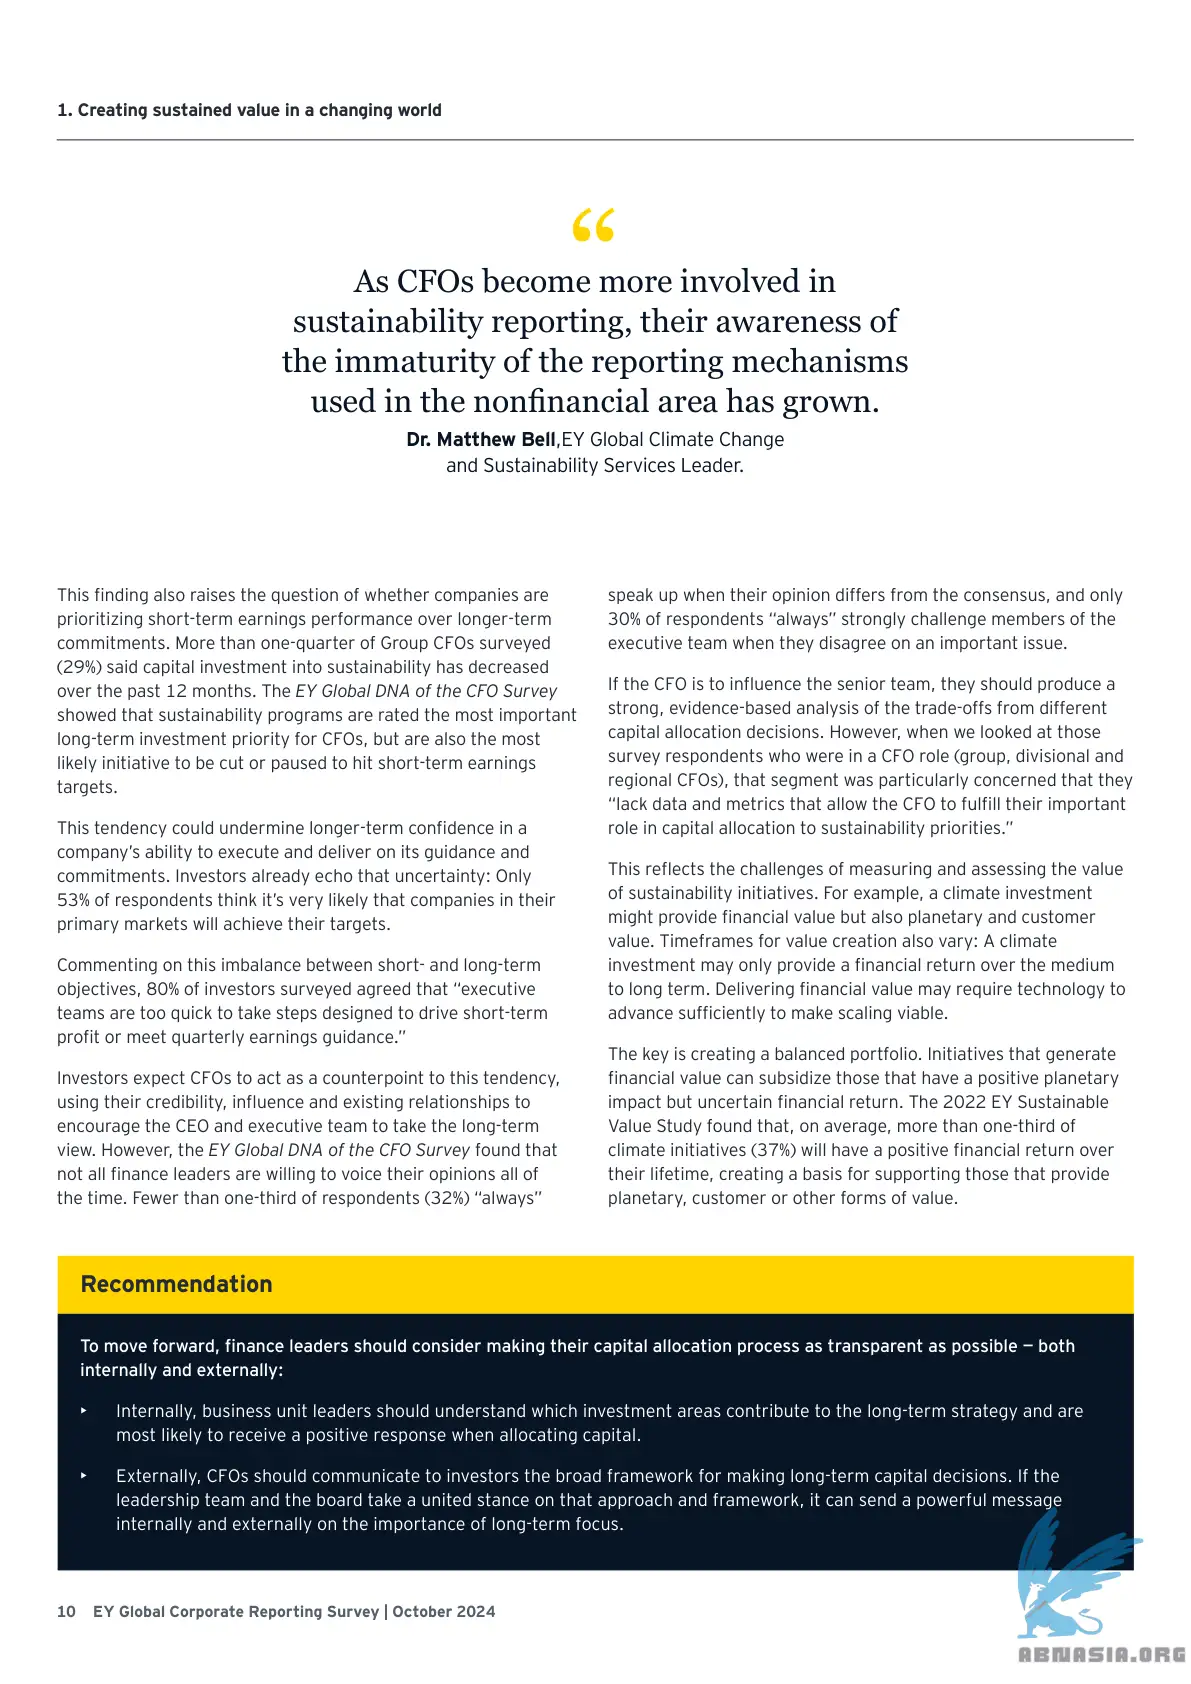 1. Creating sustained value in a changing world
“
As CFOs become more involved in
sustainability reporting, their awareness of
the immaturity of the reporting mechanisms
used in the nonfinancial area has grown.
Dr. Matthew Bell,EY Global Climate Change
and Sustainability Services Leader.
This finding also raises the question of whether companies are
prioritizing short-term earnings performance over longer-term
commitments. More than one-quarter of Group CFOs surveyed
(29%) said capital investment into sustainability has decreased
over the past 12 months. The EY Global DNA of the CFO Survey
showed that sustainability programs are rated the most important
long-term investment priority for CFOs, but are also the most
likely initiative to be cut or paused to hit short-term earnings
targets.
This tendency could undermine longer-term confidence in a
company’s ability to execute and deliver on its guidance and
commitments. Investors already echo that uncertainty: Only
53% of respondents think it’s very likely that companies in their
primary markets will achieve their targets.
Commenting on this imbalance between short- and long-term
objectives, 80% of investors surveyed agreed that “executive
teams are too quick to take steps designed to drive short-term
profit or meet quarterly earnings guidance.”
Investors expect CFOs to act as a counterpoint to this tendency,
using their credibility, influence and existing relationships to
encourage the CEO and executive team to take the long-term
view. However, the EY Global DNA of the CFO Survey found that
not all finance leaders are willing to voice their opinions all of
the time. Fewer than one-third of respondents (32%) “always”
speak up when their opinion differs from the consensus, and only
30% of respondents “always” strongly challenge members of the
executive team when they disagree on an important issue.
If the CFO is to influence the senior team, they should produce a
strong, evidence-based analysis of the trade-offs from different
capital allocation decisions. However, when we looked at those
survey respondents who were in a CFO role (group, divisional and
regional CFOs), that segment was particularly concerned that they
“lack data and metrics that allow the CFO to fulfill their important
role in capital allocation to sustainability priorities.”
This reflects the challenges of measuring and assessing the value
of sustainability initiatives. For example, a climate investment
might provide financial value but also planetary and customer
value. Timeframes for value creation also vary: A climate
investment may only provide a financial return over the medium
to long term. Delivering financial value may require technology to
advance sufficiently to make scaling viable.
The key is creating a balanced portfolio. Initiatives that generate
financial value can subsidize those that have a positive planetary
impact but uncertain financial return. The 2022 EY Sustainable
Value Study found that, on average, more than one-third of
climate initiatives (37%) will have a positive financial return over
their lifetime, creating a basis for supporting those that provide
planetary, customer or other forms of value.
Recommendation
To move forward, finance leaders should consider making their capital allocation process as transparent as possible — both
internally and externally:
‣ Internally, business unit leaders should understand which investment areas contribute to the long-term strategy and are
most likely to receive a positive response when allocating capital.
‣ Externally, CFOs should communicate to investors the broad framework for making long-term capital decisions. If the
leadership team and the board take a united stance on that approach and framework, it can send a powerful message
internally and externally on the importance of long-term focus.
10 EY Global Corporate Reporting Survey | October 2024
ABNASIA.ORG